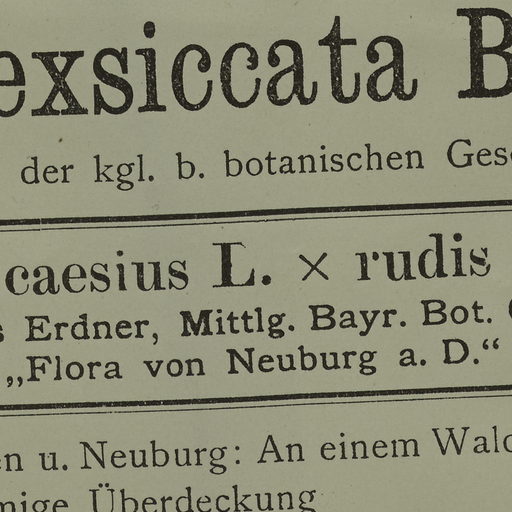 exsiccata B
der kgl. b. botanischen Ges
caesius L. × rudis
s Erdner, Mittlg. Bayr. Bot.
„Flora von Neuburg a. D.“
en u. Neuburg: An einem Wald
mige Überdeckung